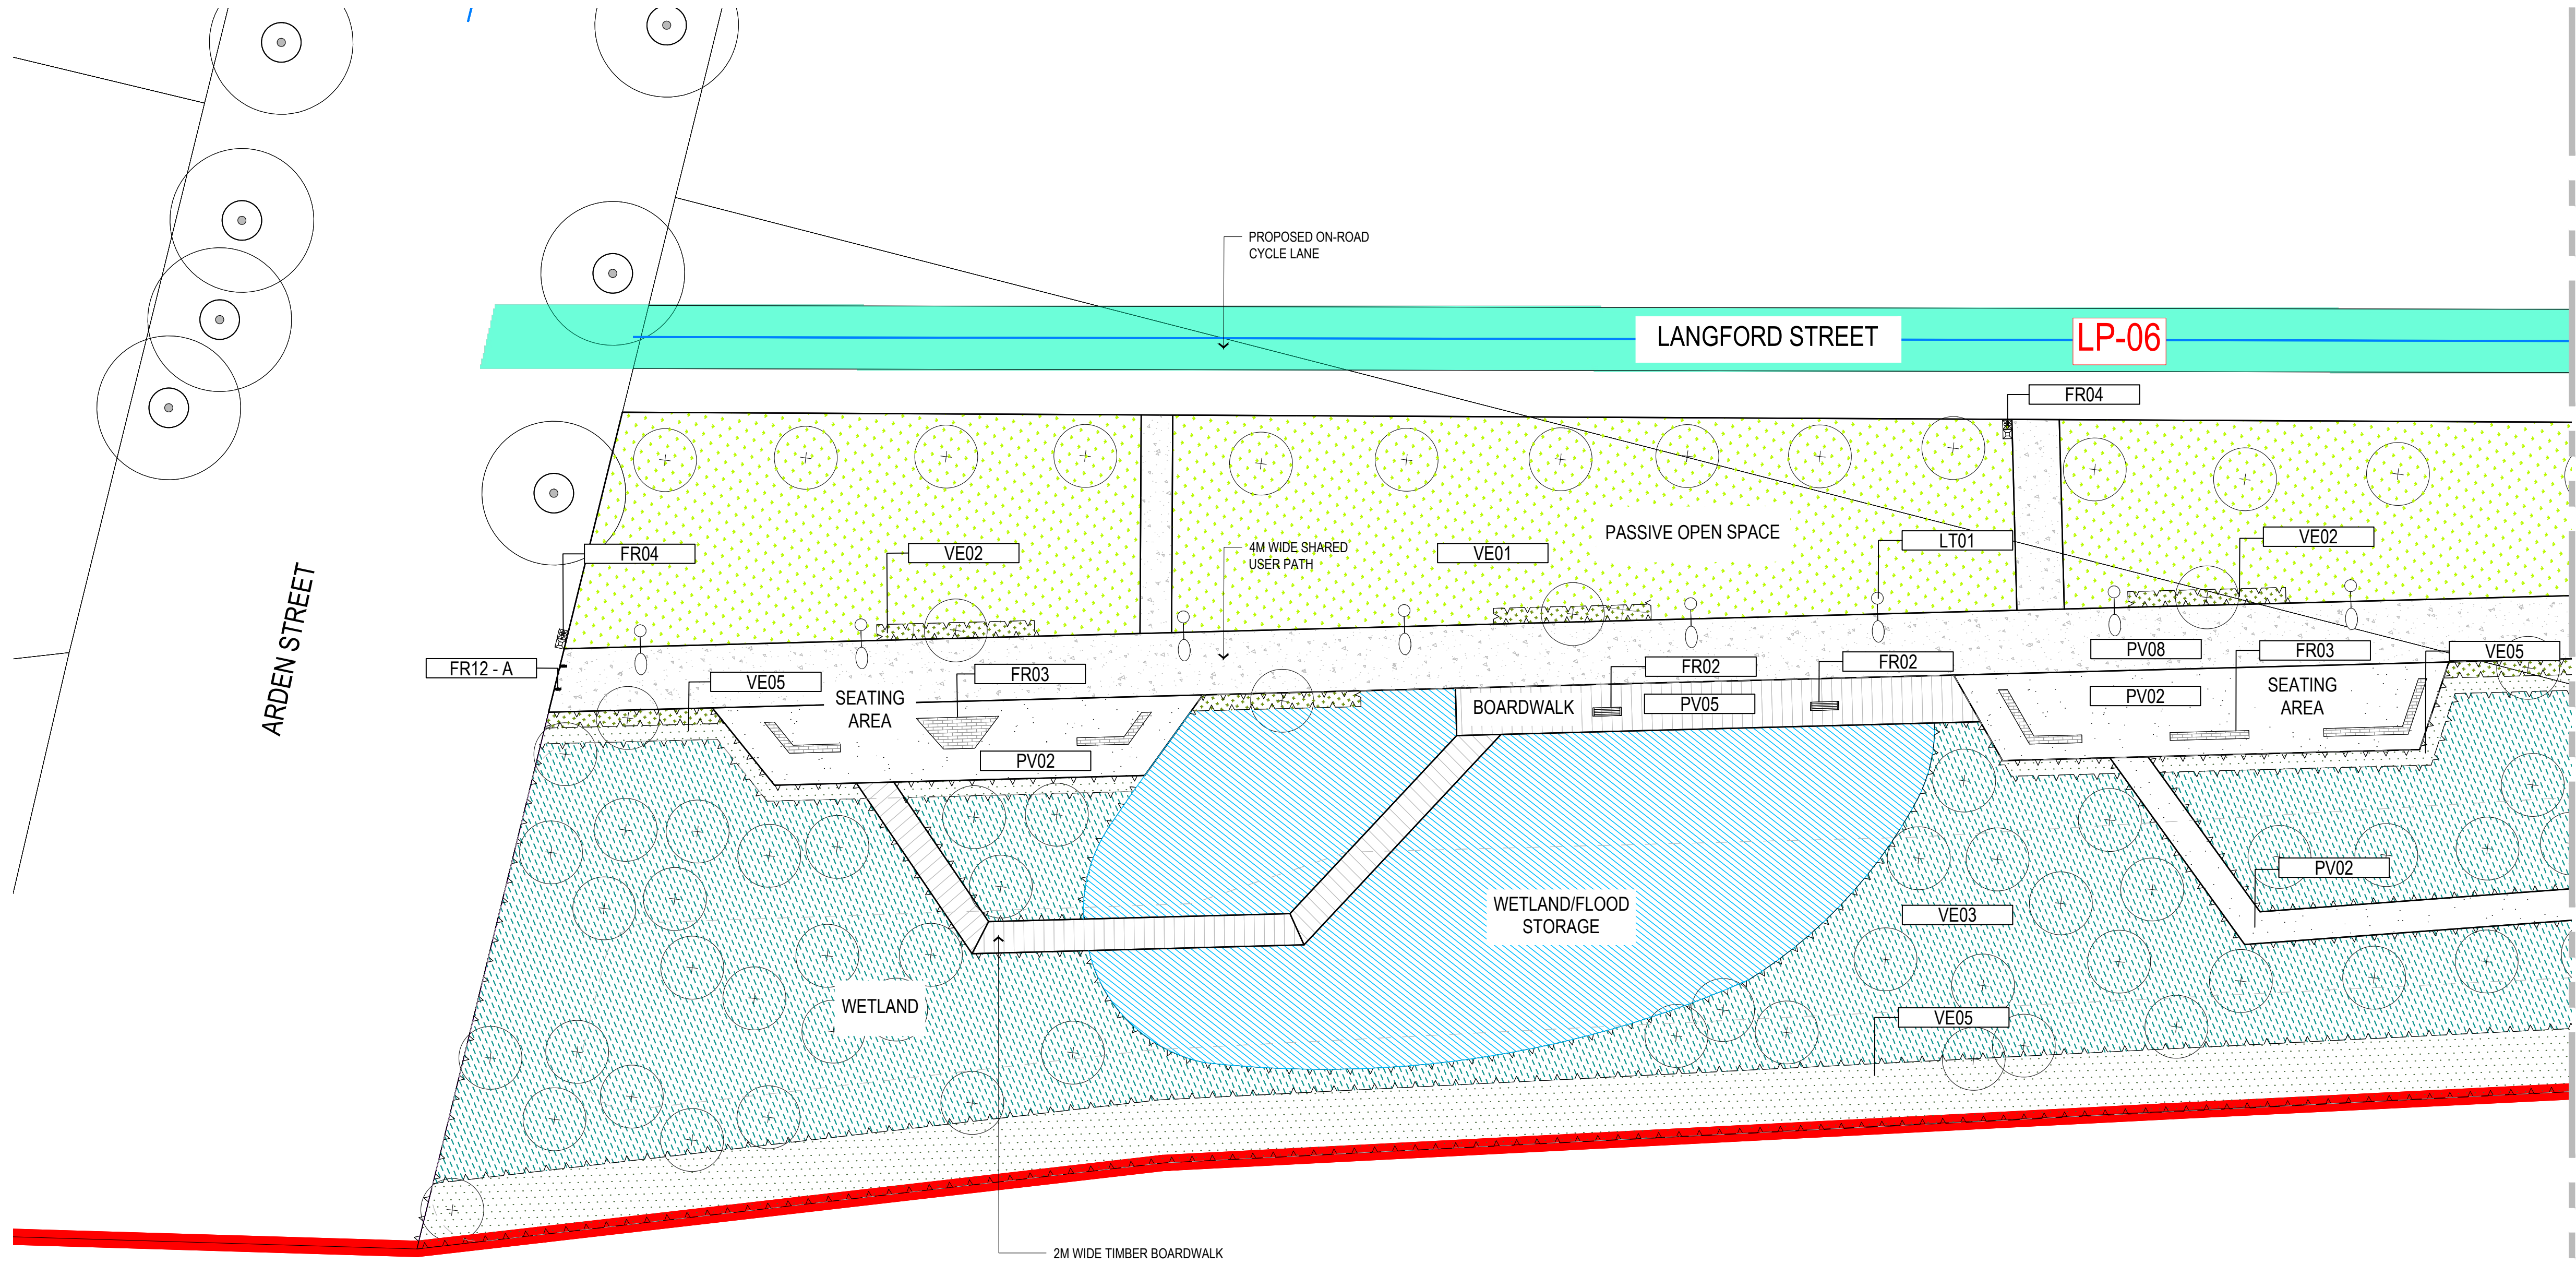 PROPOSED ON-ROAD
CYCLE LANE
LANGFORD STREET
LP-06
FR04
PASSIVE OPEN SPACE
FR04
VE02
4M WIDE SHARED
USER PATH
VE01
LT01
VE02
ARDEN STREET
FR12 - A
VE05
SEATING
AREA
FR03
FR02
FR02
PV08
FR03
VE05
BOARDWALK
PV05
PV02
SEATING
AREA
PV02
PV02
WETLAND/FLOOD
STORAGE
VE03
WETLAND
VE05
2M WIDE TIMBER BOARDWALK